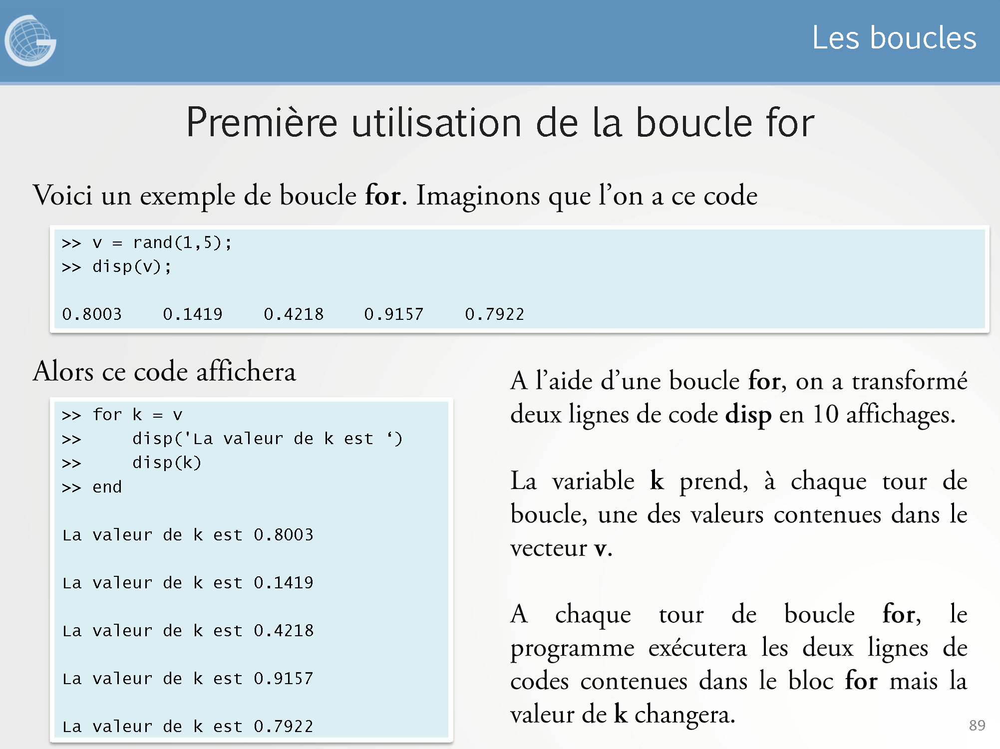 Les boucles
Première utilisation de la boucle for
Voici un exemple de boucle for. Imaginons que l’on a ce code
>> v = rand(1,5);
>> disp(v);
0.8003    0.1419    0.4218    0.9157    0.7922
Alors ce code affichera
>> for k = v
>>     disp('La valeur de k est ‘)
>>     disp(k)
>> end
La valeur de k est 0.8003
La valeur de k est 0.1419
La valeur de k est 0.4218
La valeur de k est 0.9157
La valeur de k est 0.7922
A l’aide d’une boucle for, on a transformé
deux lignes de code disp en 10 affichages.
La variable k prend, à chaque tour de
boucle, une des valeurs contenues dans le
vecteur v.
A chaque tour de boucle for, le
programme exécutera les deux lignes de
codes contenues dans le bloc for mais la
valeur de k changera.
89